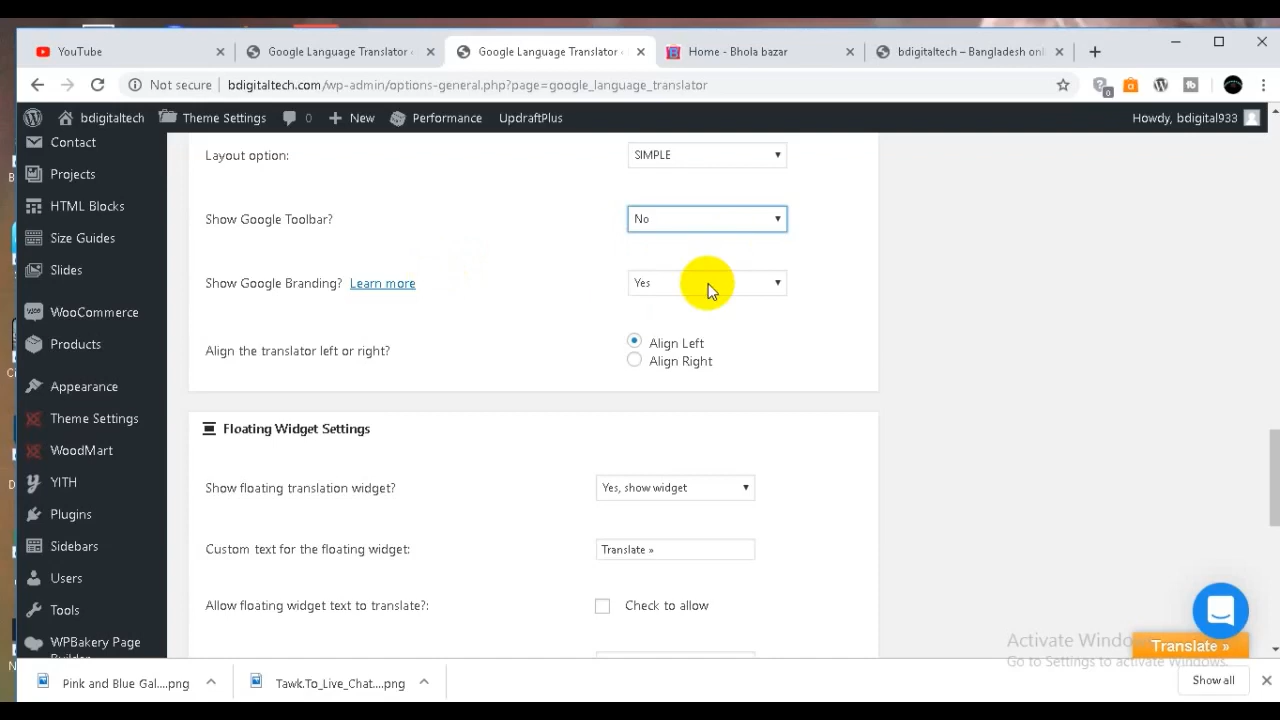 YouTube
Google Language Translator ‹
Google Language Translator ‹
Home - Bhola bazar
bdigitaltech – Bangladesh onl
Not secure
bdigitaltech.com/wp-admin/options-general.php?page=google_language_translator
0
bdigitaltech
Theme Settings
0
New
Performance
UpdraftPlus
Howdy, bdigital933
Contact
Projects
HTML Blocks
Size Guides
Slides
WooCommerce
Products
Appearance
Theme Settings
WoodMart
YITH
Plugins
Sidebars
Users
Tools
WPBakery Page
Layout option:
SIMPLE
Show Google Toolbar?
No
Show Google Branding? Learn more
Yes
Align the translator left or right?
Align Left
Align Right
Floating Widget Settings
Show floating translation widget?
Yes, show widget
Custom text for the floating widget:
Translate »
Allow floating widget text to translate?:
Check to allow
Activate Windo
Go to Settings to activate Windows.
Translate »
Pink and Blue Gal....png
Tawk.To_Live_Chat....png
Show all